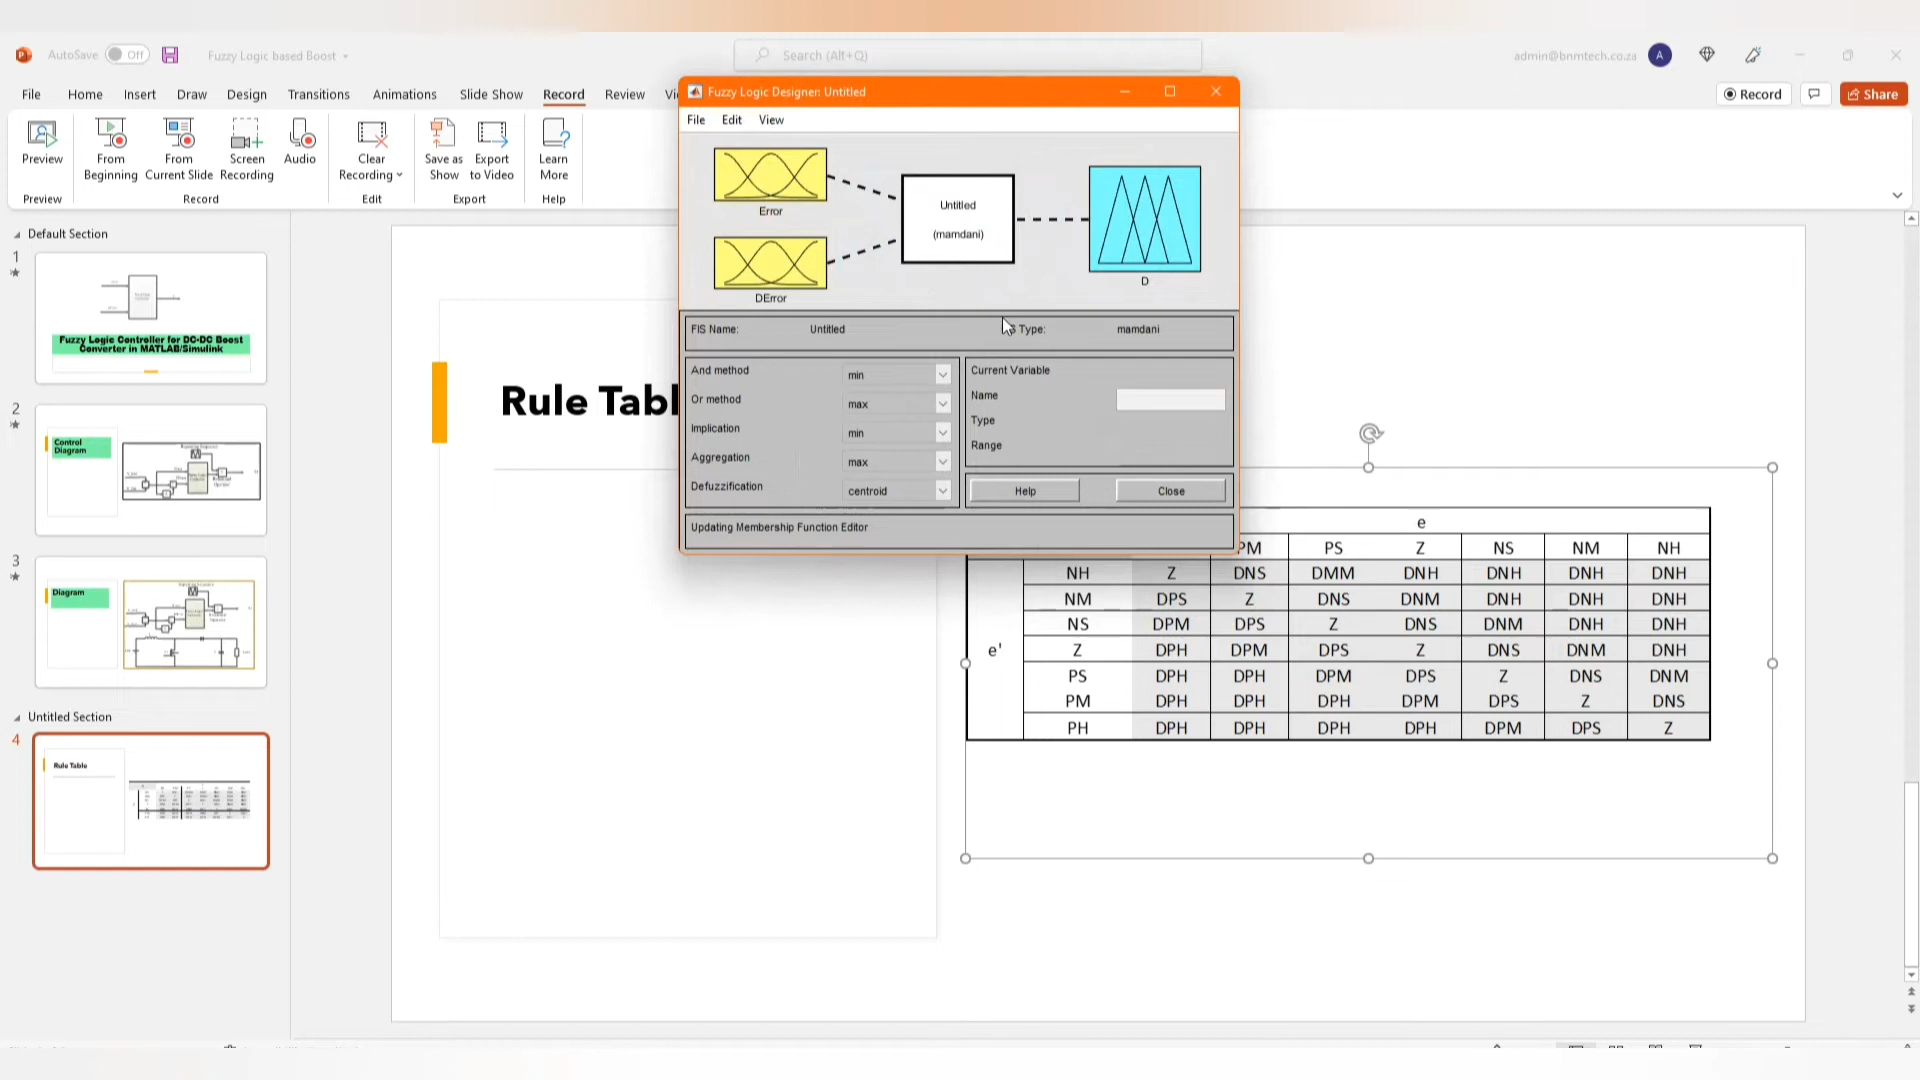 AutoSave Off Fuzzy Logic based Boost Search (Alt+Q) admin@bnmtech.co.za A
File Home Insert Draw Design Transitions Animations Slide Show Record Review Record Share
Preview From Beginning From Current Slide Screen Recording Audio Clear Recording Save as Show Export to Video Learn More
Preview Record Edit Export Help
Default Section
1
Fuzzy Logic Controller for DC-DC Boost
Converter in MATLAB/Simulink
2
Control
Diagram
3
Diagram
Untitled Section
4
Rule Table
Fuzzy Logic Designer: Untitled
File Edit View
Error
DError
Untitled
(mamdani)
D
FIS Name: Untitled Type: mamdani
And method min
Or method max
Implication min
Aggregation max
Defuzzification centroid
Current Variable
Name
Type
Range
Help Close
Updating Membership Function Editor
e
PM PS Z NS NM NH
e'
NH Z DNS DMM DNH DNH DNH DNH
NM DPS Z DNS DNM DNH DNH DNH
NS DPM DPS Z DNS DNM DNH DNH
Z DPH DPM DPS Z DNS DNM DNH
PS DPH DPH DPM DPS Z DNS DNM
PM DPH DPH DPH DPM DPS Z DNS
PH DPH DPH DPH DPH DPM DPS Z